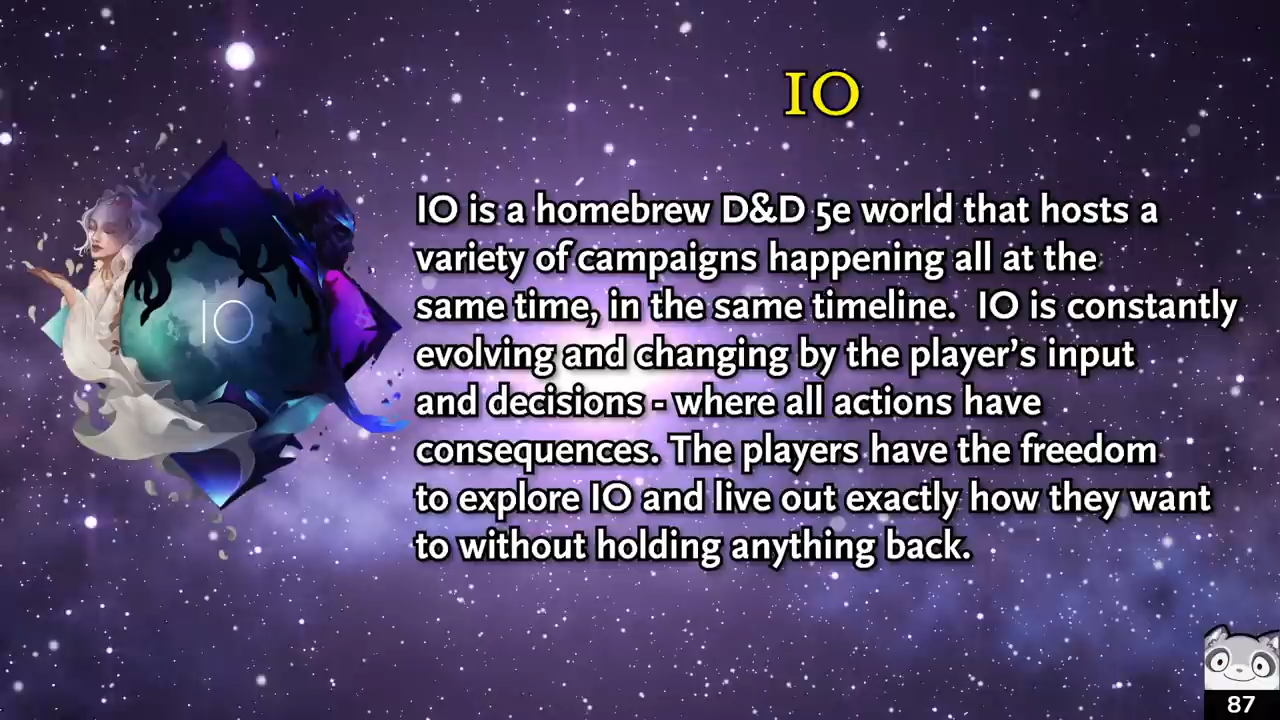 IO
IO
IO is a homebrew D&D 5e world that hosts a
variety of campaigns happening all at the
same time, in the same timeline.  IO is constantly
evolving and changing by the player’s input
and decisions - where all actions have
consequences. The players have the freedom
to explore IO and live out exactly how they want
to without holding anything back.
87